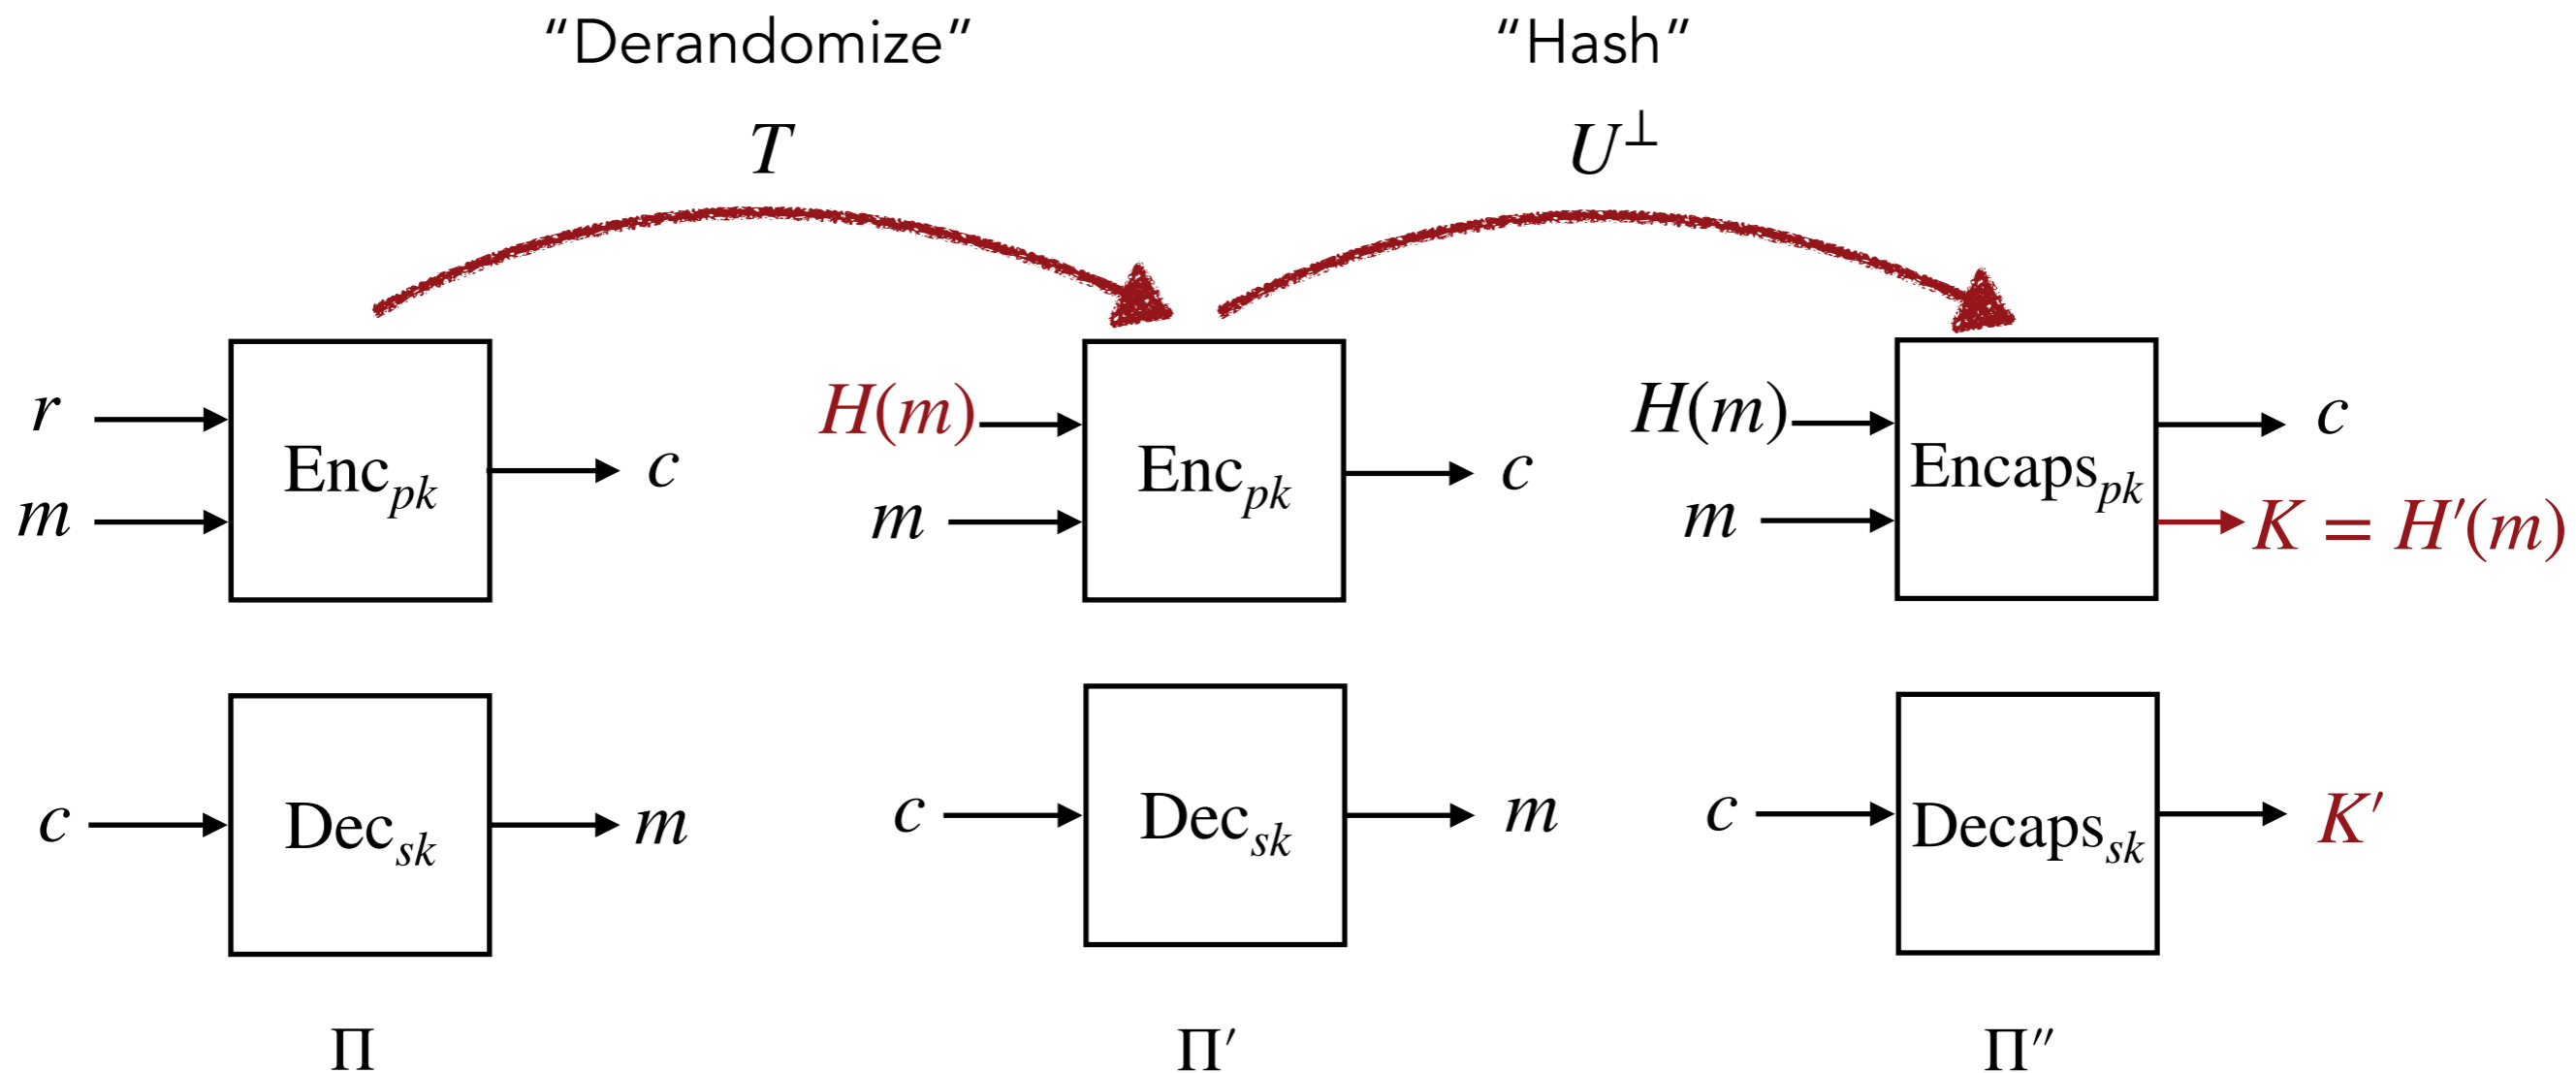 “Derandomize”
“Hash”
T
U⊥
r
m
Enc_pk
c
H(m)
m
Enc_pk
c
H(m)
m
Encaps_pk
c
K = H′(m)
c
Dec_sk
m
c
Dec_sk
m
c
Decaps_sk
K′
Π
Π′
Π″